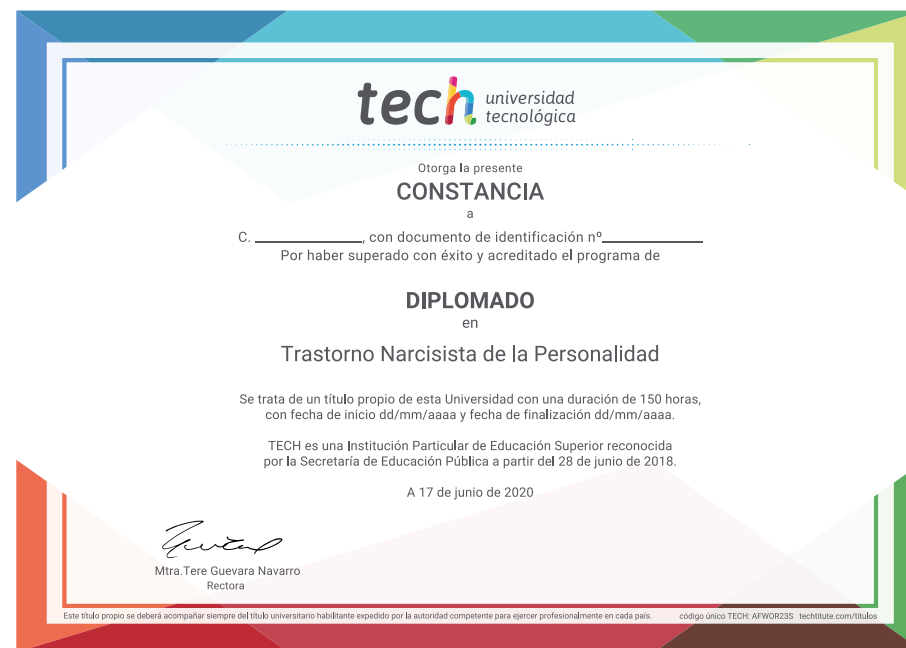 tech universidad
tecnológica
Otorga la presente
CONSTANCIA
a
C. ____________, con documento de identificación nº____________
Por haber superado con éxito y acreditado el programa de
DIPLOMADO
en
Trastorno Narcisista de la Personalidad
Se trata de un título propio de esta Universidad con una duración de 150 horas,
con fecha de inicio dd/mm/aaaa y fecha de finalización dd/mm/aaaa.
TECH es una Institución Particular de Educación Superior reconocida
por la Secretaría de Educación Pública a partir del 28 de junio de 2018.
A 17 de junio de 2020
Mtra.Tere Guevara Navarro
Rectora
Este título propio se deberá acompañar siempre del título universitario habilitante expedido por la autoridad competente para ejercer profesionalmente en cada país. código único TECH: AFWOR23S techtitute.com/títulos